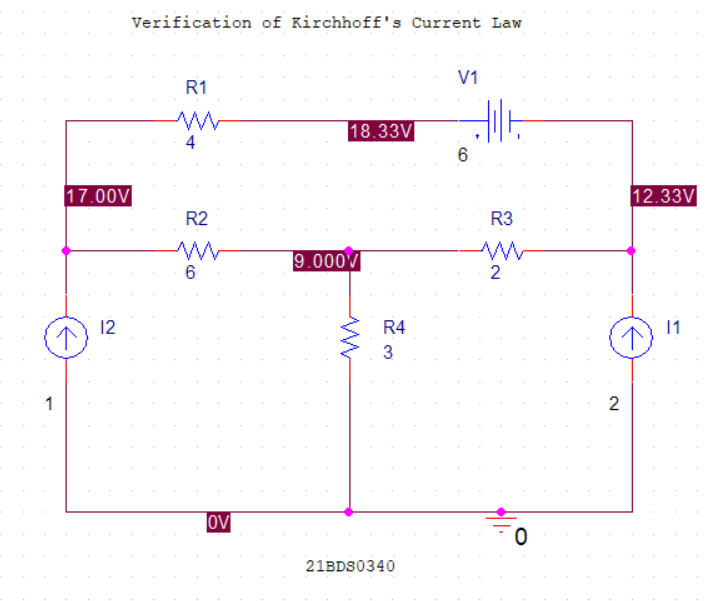 Verification of Kirchhoff's Current Law
V1
R1
18.33V
4
6
17.00V
12.33V
R2
R3
9.000V
6
2
I2
R4
I1
3
1
2
0V
0
21BDS0340